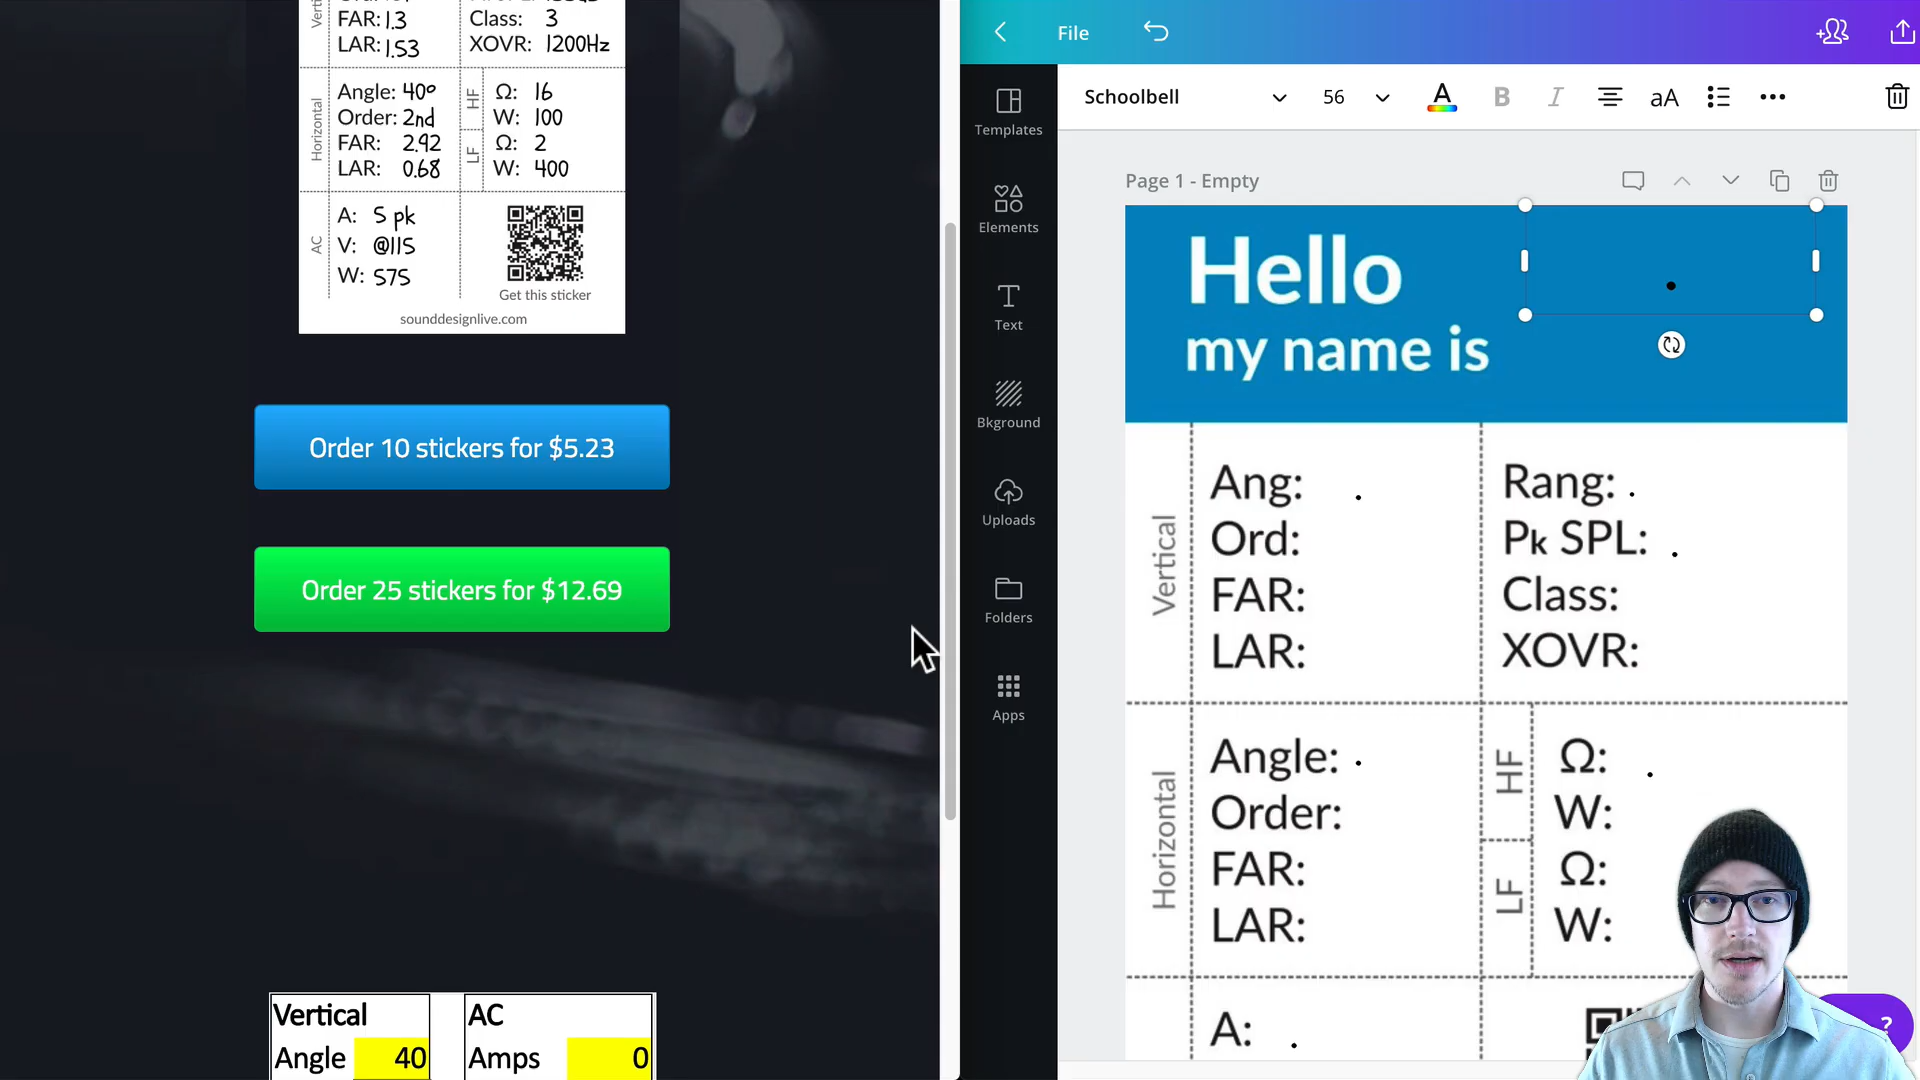 FAR: 1.3
LAR: 1.53
Class: 3
XOVR: 1200Hz
Horizontal
Angle: 40º
Order: 2nd
FAR: 2.92
LAR: 0.68
HF
Ω: 16
W: 100
LF
Ω: 2
W: 400
AC
A: 5 pk
V: @115
W: 575
Get this sticker
sounddesignlive.com
Order 10 stickers for $5.23
Order 25 stickers for $12.69
Vertical
Angle 40
AC
Amps 0
File
Templates
Elements
Text
Bkground
Uploads
Folders
Apps
Schoolbell
56
A
B
I
aA
Page 1 - Empty
Hello
my name is
Vertical
Ang:
Ord:
FAR:
LAR:
Rang:
Pk SPL:
Class:
XOVR:
Horizontal
Angle:
Order:
FAR:
LAR:
HF
Ω:
W:
LF
Ω:
W:
A:
?